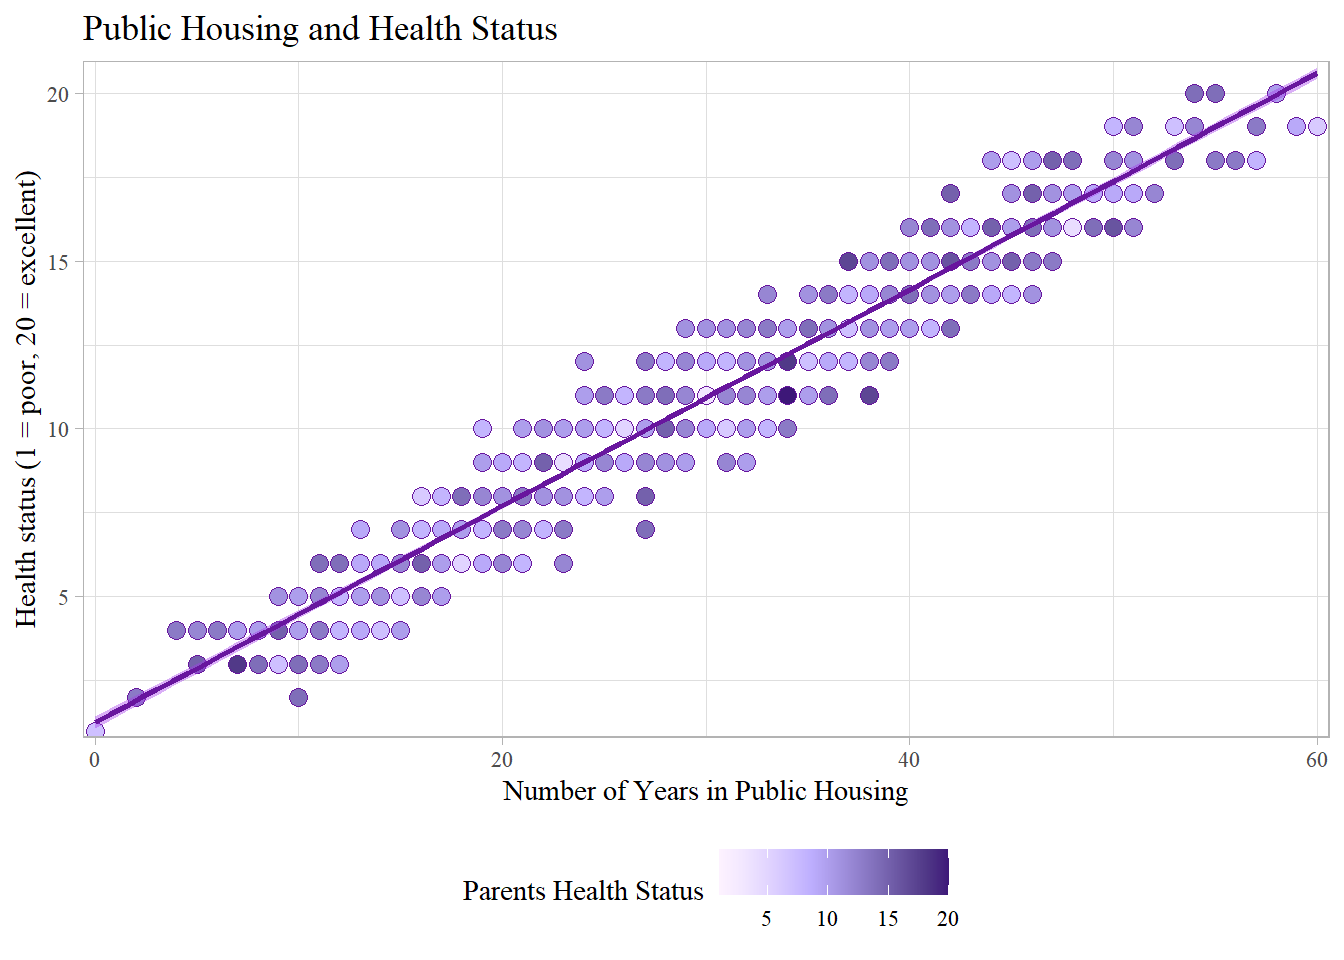 Public Housing and Health Status
Health status (1 = poor, 20 = excellent)
20
15
10
5
0 20 40 60
Number of Years in Public Housing
Parents Health Status
5 10 15 20